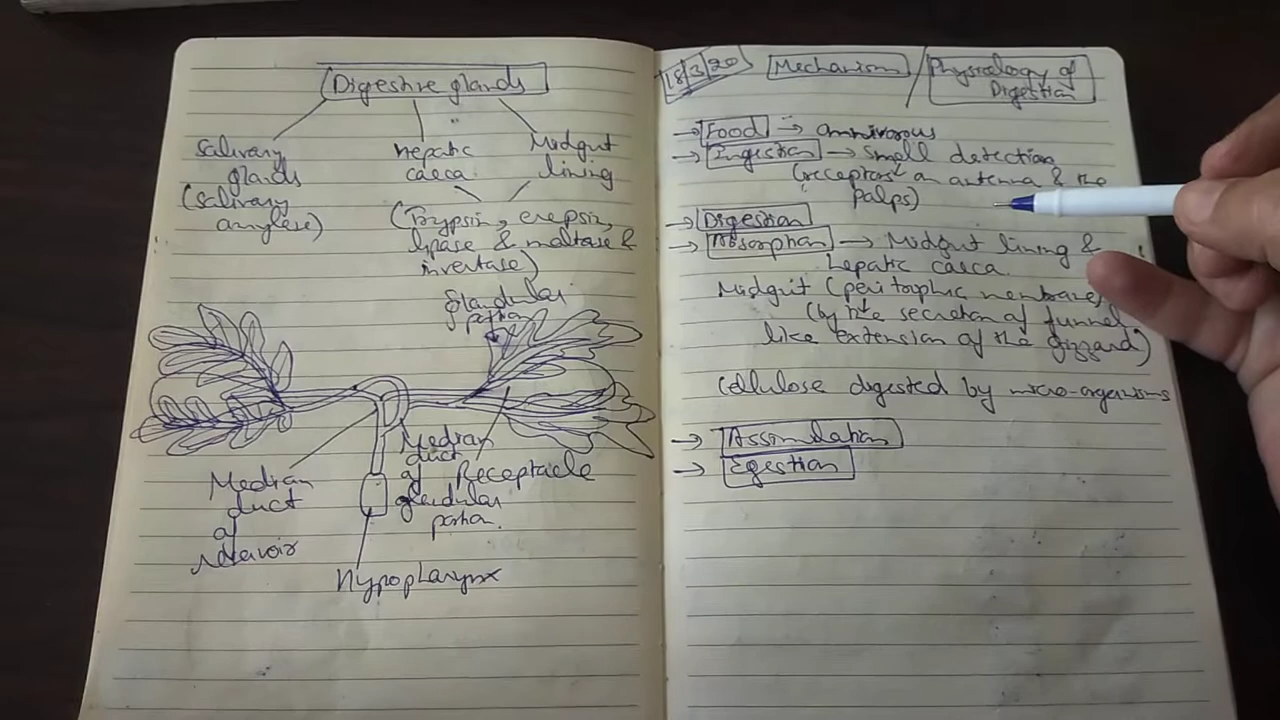 Digestive glands
Salivary glands
(Salivary amylase)
Hepatic caeca
Midgut lining
(Trypsin, erepsin,
lipase & maltase &
invertase)
Glandular portion
Median duct of reservoir
Median duct of glandular portion.
Receptacle
Hypopharynx
18/3/20
Mechanism / Physiology of Digestion
→ Food → omnivorous
→ Ingestion → Smell detection
(receptors on antenna & the
palps)
→ Digestion
→ Absorption → Midgut lining &
Hepatic caeca.
Midgut (peritrophic membrane)
(by the secretion of funnel
like extension of the gizzard)
Cellulose digested by micro-organisms
→ Assimilation
→ Egestion